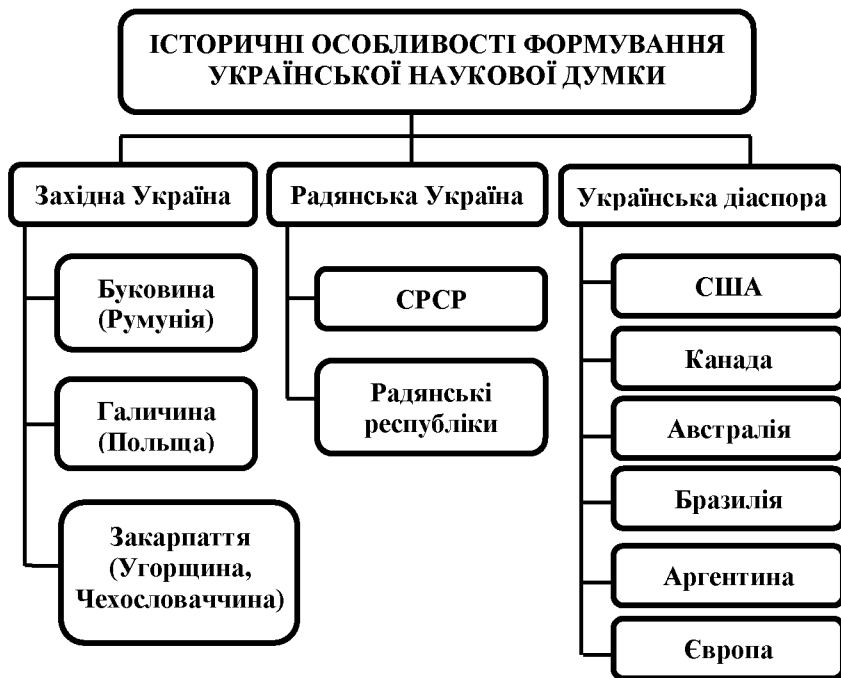 ІСТОРИЧНІ ОСОБЛИВОСТІ ФОРМУВАННЯ
УКРАЇНСЬКОЇ НАУКОВОЇ ДУМКИ
Західна Україна
Буковина
(Румунія)
Галичина
(Польща)
Закарпаття
(Угорщина,
Чехословаччина)
Радянська Україна
СРСР
Радянські
республіки
Українська діаспора
США
Канада
Австралія
Бразилія
Аргентина
Європа